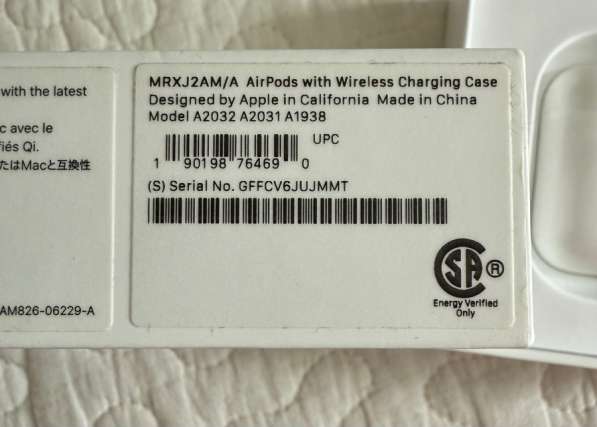 with the latest
c avec le
fiés Qi.
たはMacと互換性
AM826-06229-A
MRXJ2AM/A AirPods with Wireless Charging Case
Designed by Apple in California Made in China
Model A2032 A2031 A1938
UPC
1 90198 76469 0
(S) Serial No. GFFCV6JUJMMT
SA ®
Energy Verified
Only